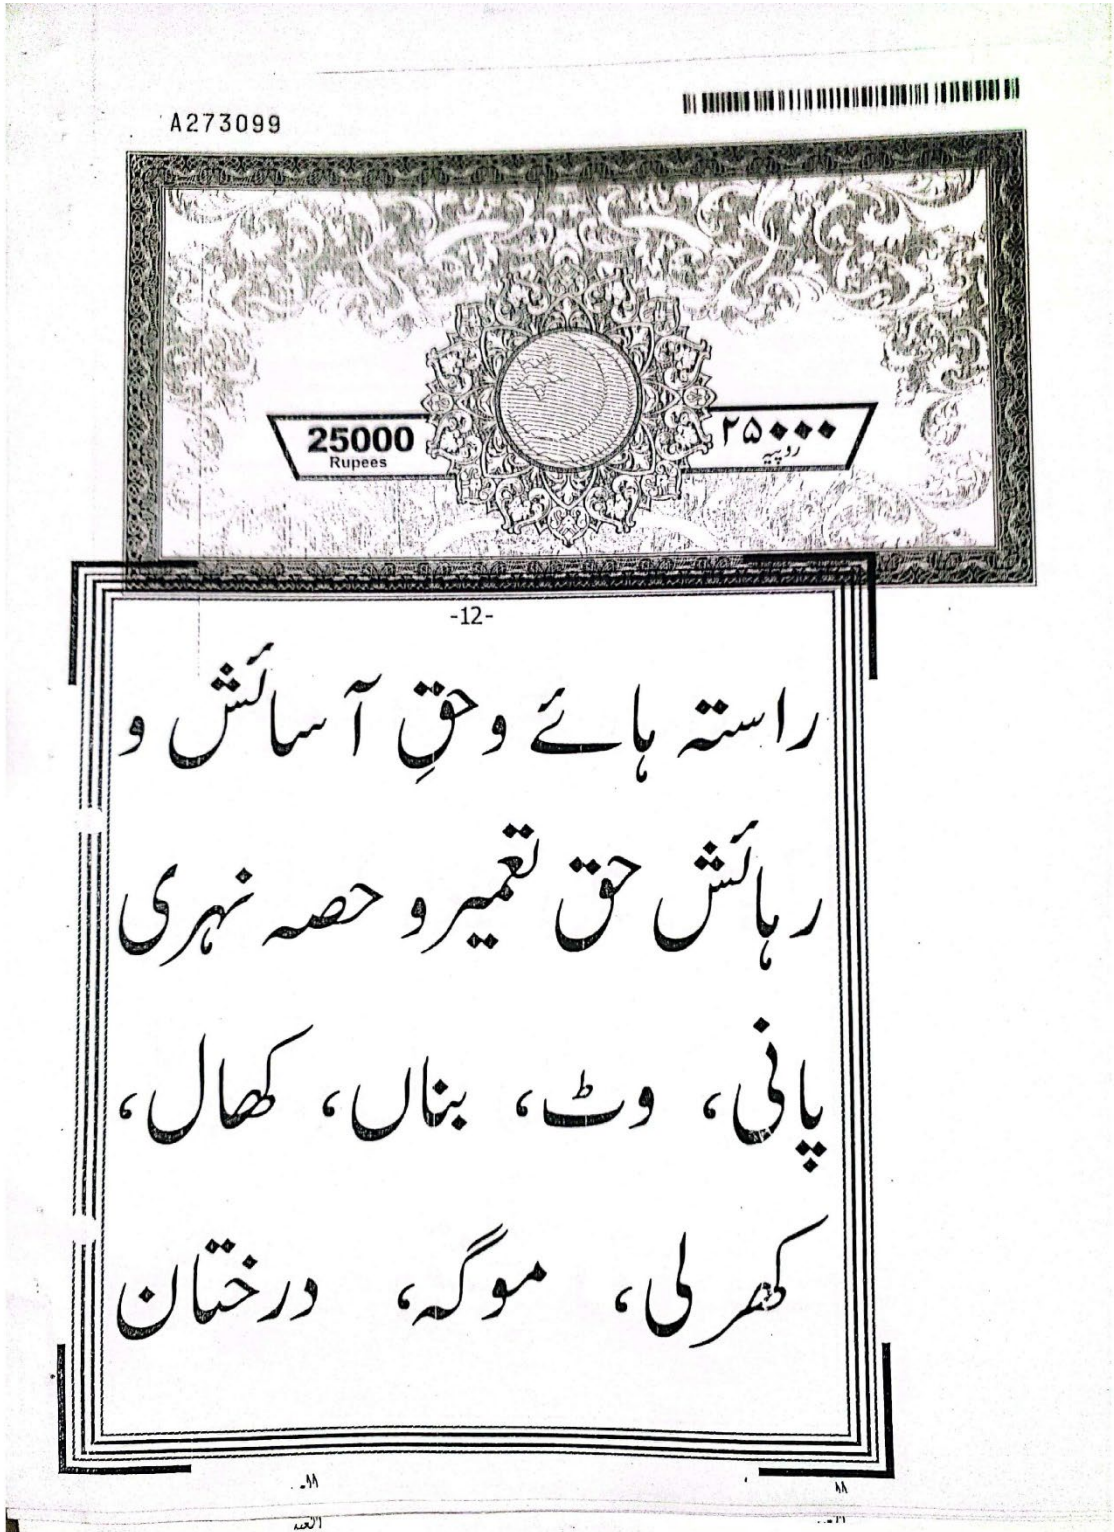 A273099
25000
Rupees
۲۵۰۰۰
روپیہ
-12-
راستہ ہائے وحقِ آسائش و
رہائش حق تعمیر و حصہ نہری
پانی، وٹ، بناں، کھال،
کھرلی، موگہ، درختان